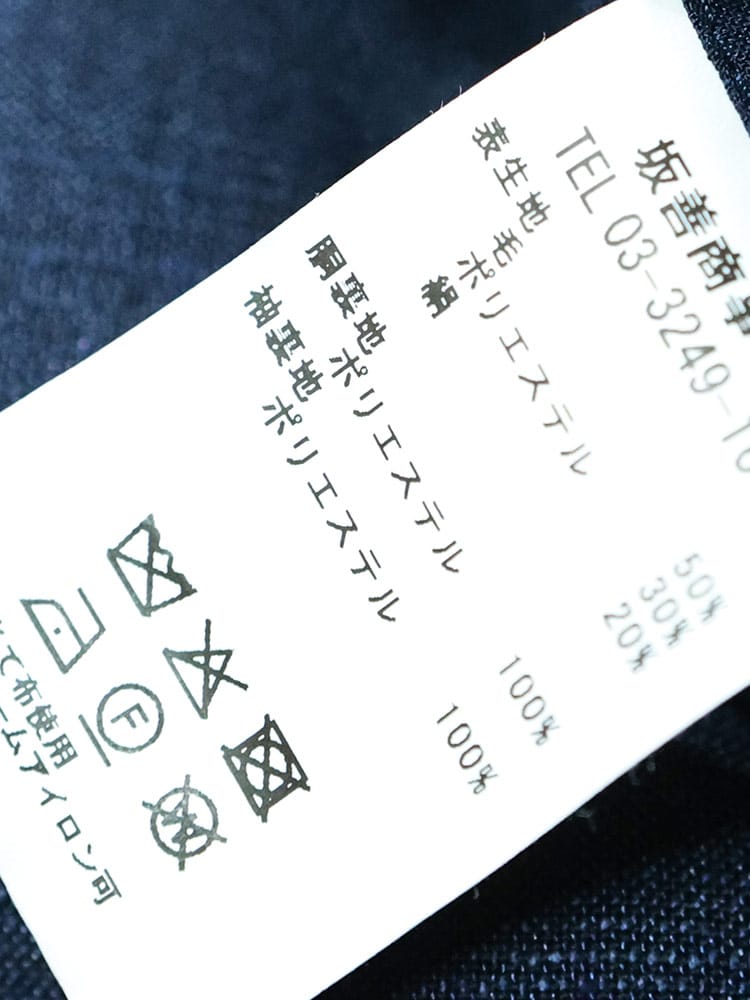 坂善商事
TEL 03-3249-10
表生地 毛 50%
ポリエステル 30%
絹 20%
胴裏地 ポリエステル 100%
袖裏地 ポリエステル 100%
F
W
て布使用
ームアイロン可